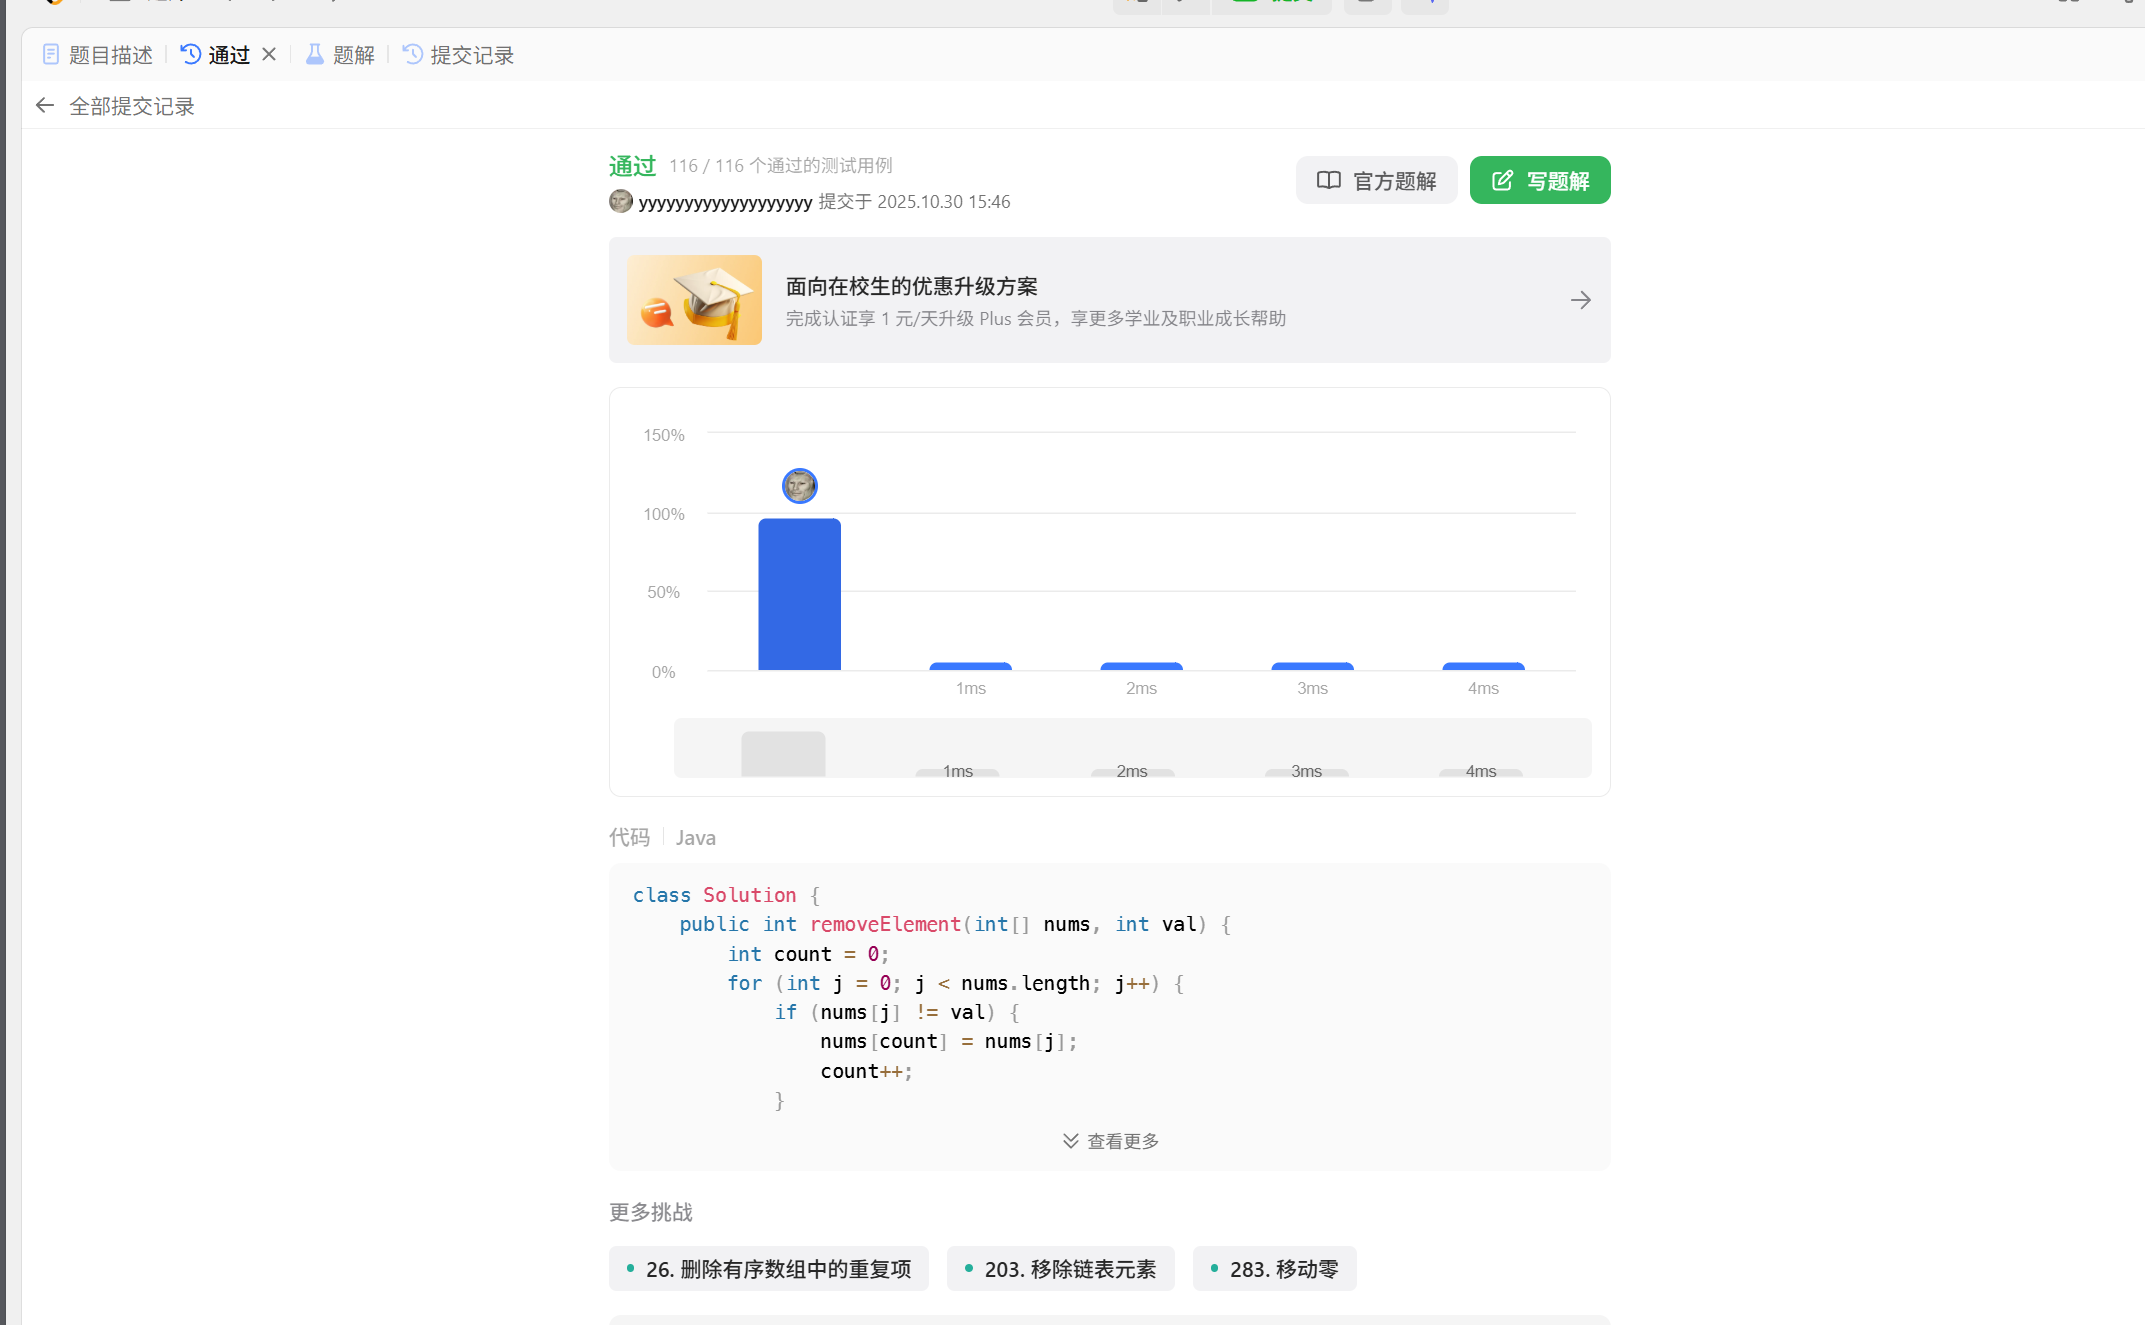 题目描述 通过 题解 提交记录
全部提交记录
通过 116 / 116 个通过的测试用例
yyyyyyyyyyyyyyyyyyy 提交于 2025.10.30 15:46
官方题解 写题解
面向在校生的优惠升级方案
完成认证享 1 元/天升级 Plus 会员，享更多学业及职业成长帮助
150%
100%
50%
0%
1ms 2ms 3ms 4ms
1ms 2ms 3ms 4ms
代码 Java
class Solution {
    public int removeElement(int[] nums, int val) {
        int count = 0;
        for (int j = 0; j < nums.length; j++) {
            if (nums[j] != val) {
                nums[count] = nums[j];
                count++;
            }
查看更多
更多挑战
26. 删除有序数组中的重复项 203. 移除链表元素 283. 移动零